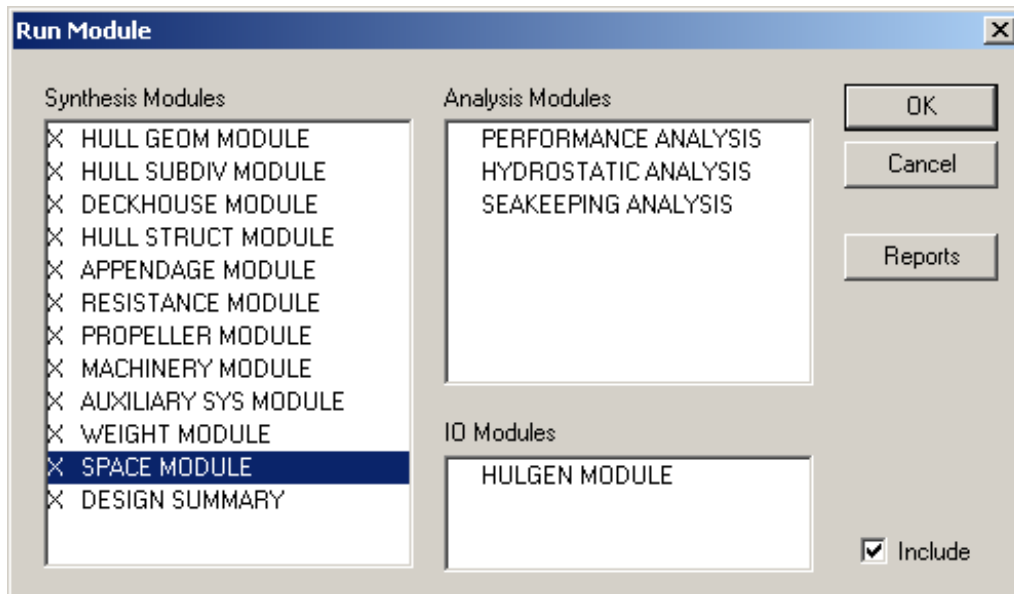 Run Module
Synthesis Modules
X HULL GEOM MODULE
X HULL SUBDIV MODULE
X DECKHOUSE MODULE
X HULL STRUCT MODULE
X APPENDAGE MODULE
X RESISTANCE MODULE
X PROPELLER MODULE
X MACHINERY MODULE
X AUXILIARY SYS MODULE
X WEIGHT MODULE
X SPACE MODULE
X DESIGN SUMMARY
Analysis Modules
PERFORMANCE ANALYSIS
HYDROSTATIC ANALYSIS
SEAKEEPING ANALYSIS
IO Modules
HULGEN MODULE
OK
Cancel
Reports
Include